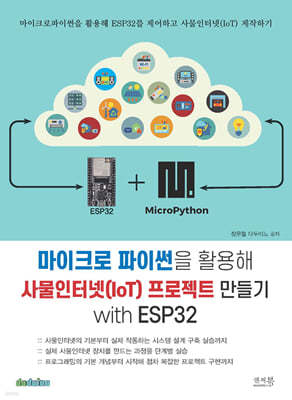 마이크로파이썬을 활용해 ESP32를 제어하고 사물인터넷(IoT) 제작하기
WI-FI
ESP32
+
MicroPython
장문철 다두이노 공저
마이크로 파이썬을 활용해
사물인터넷(IoT) 프로젝트 만들기
with ESP32
:: 사물인터넷의 기본부터 실제 작동하는 시스템 설계 구축 실습까지
:: 실제 사물인터넷 장치를 만드는 과정을 단계별 실습
:: 프로그래밍의 기본 개념부터 시작해 점차 복잡한 프로젝트 구현까지
daduino
앤써북